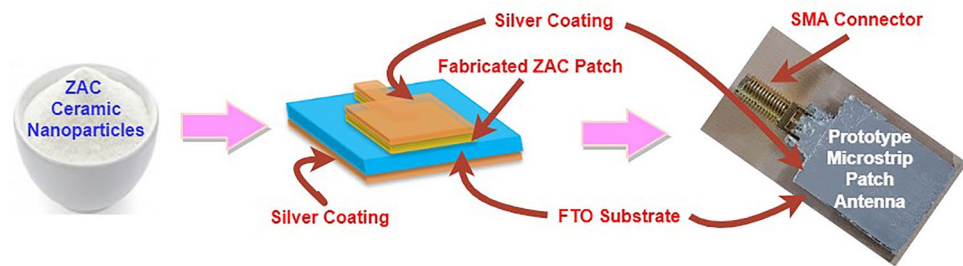 ZAC
Ceramic
Nanoparticles
Silver Coating
Fabricated ZAC Patch
Silver Coating
FTO Substrate
SMA Connector
Prototype
Microstrip
Patch
Antenna